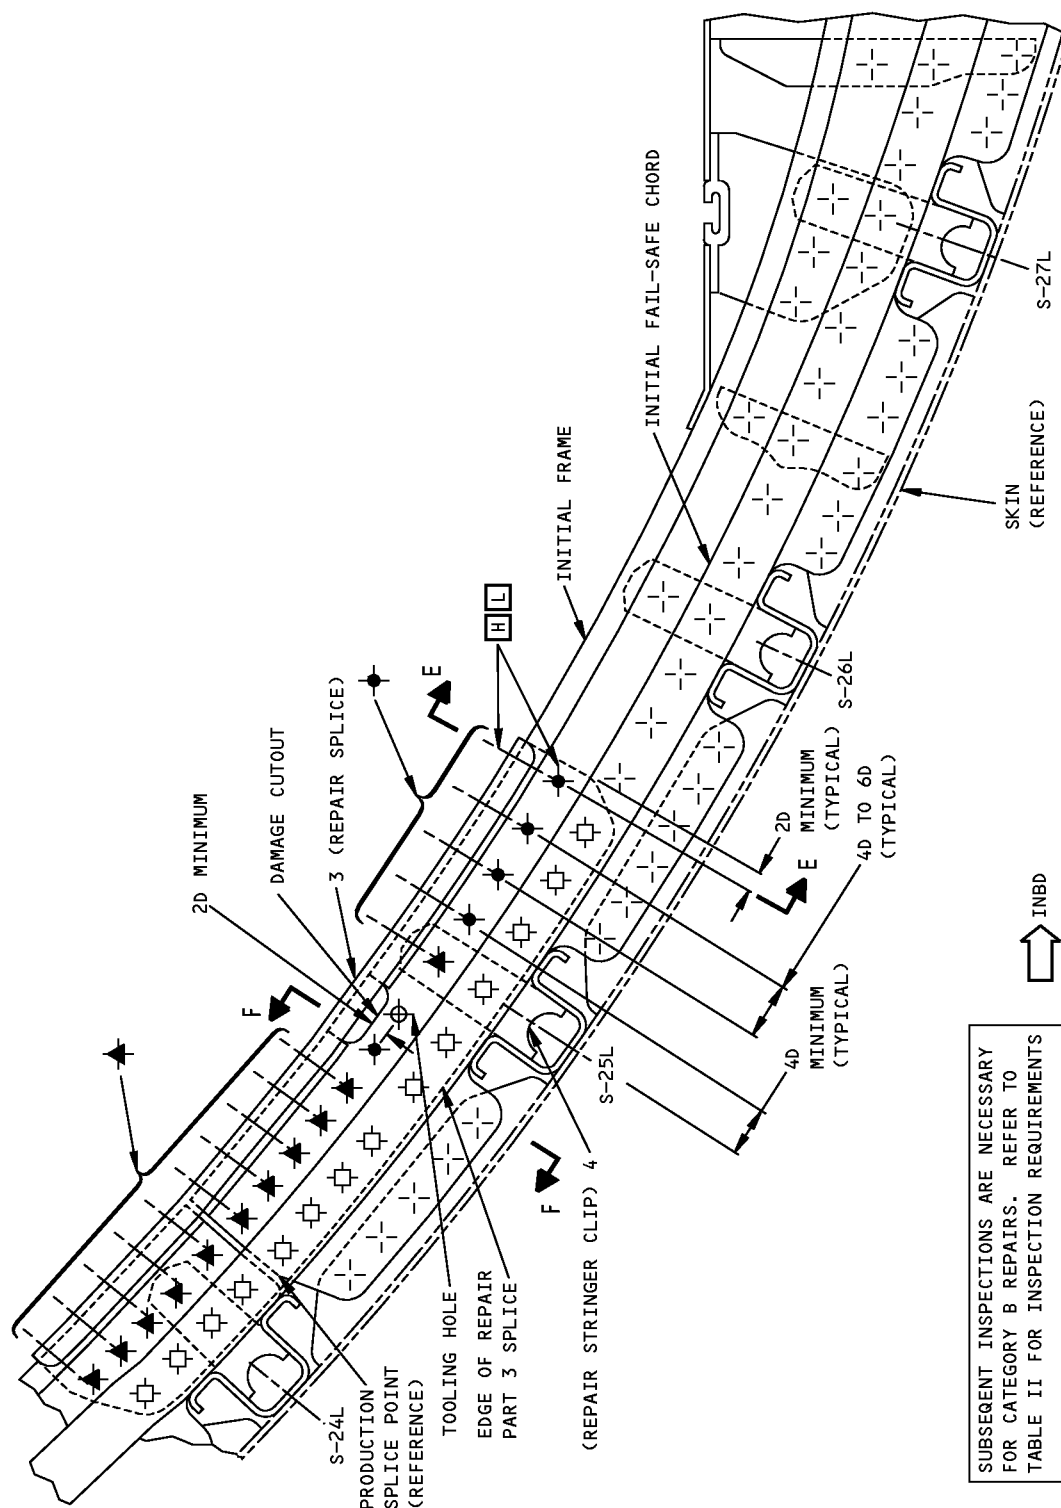 2D MINIMUM
DAMAGE CUTOUT
3 (REPAIR SPLICE)
E
H L
INITIAL FRAME
INITIAL FAIL-SAFE CHORD
F
S-27L
SKIN
(REFERENCE)
S-26L
2D
MINIMUM
(TYPICAL)
4D TO 6D
(TYPICAL)
E
4D
MINIMUM
(TYPICAL)
S-25L
F
(REPAIR STRINGER CLIP) 4
EDGE OF REPAIR
PART 3 SPLICE
TOOLING HOLE
S-24L
PRODUCTION
SPLICE POINT
(REFERENCE)
INBD
SUBSEQENT INSPECTIONS ARE NECESSARY
FOR CATEGORY B REPAIRS. REFER TO
TABLE II FOR INSPECTION REQUIREMENTS